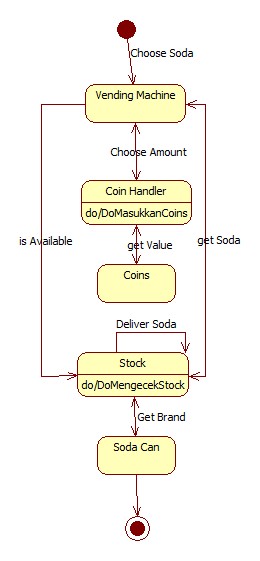 Choose Soda
Vending Machine
Choose Amount
Coin Handler
do/DoMasukkanCoins
is Available
get Value
get Soda
Coins
Deliver Soda
Stock
do/DoMengecekStock
Get Brand
Soda Can